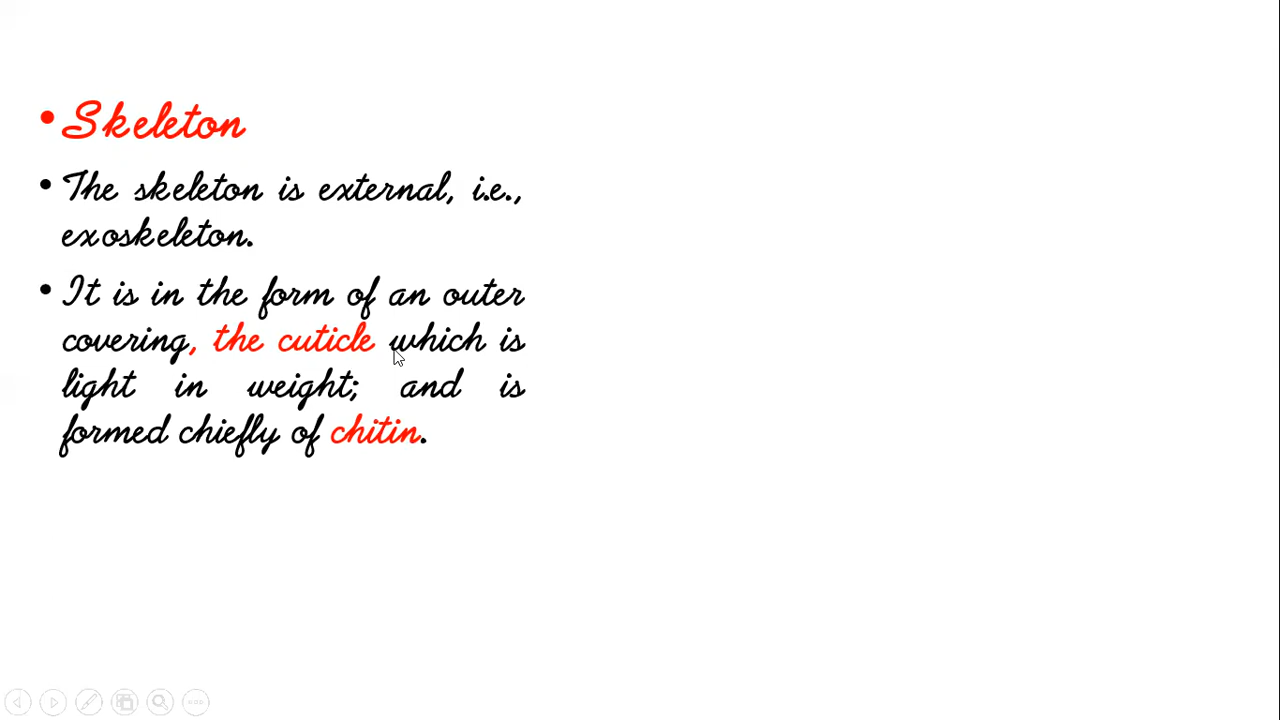 • Skeleton
• The skeleton is external, i.e.,
exoskeleton.
• It is in the form of an outer
covering, the cuticle which is
light in weight; and is
formed chiefly of chitin.